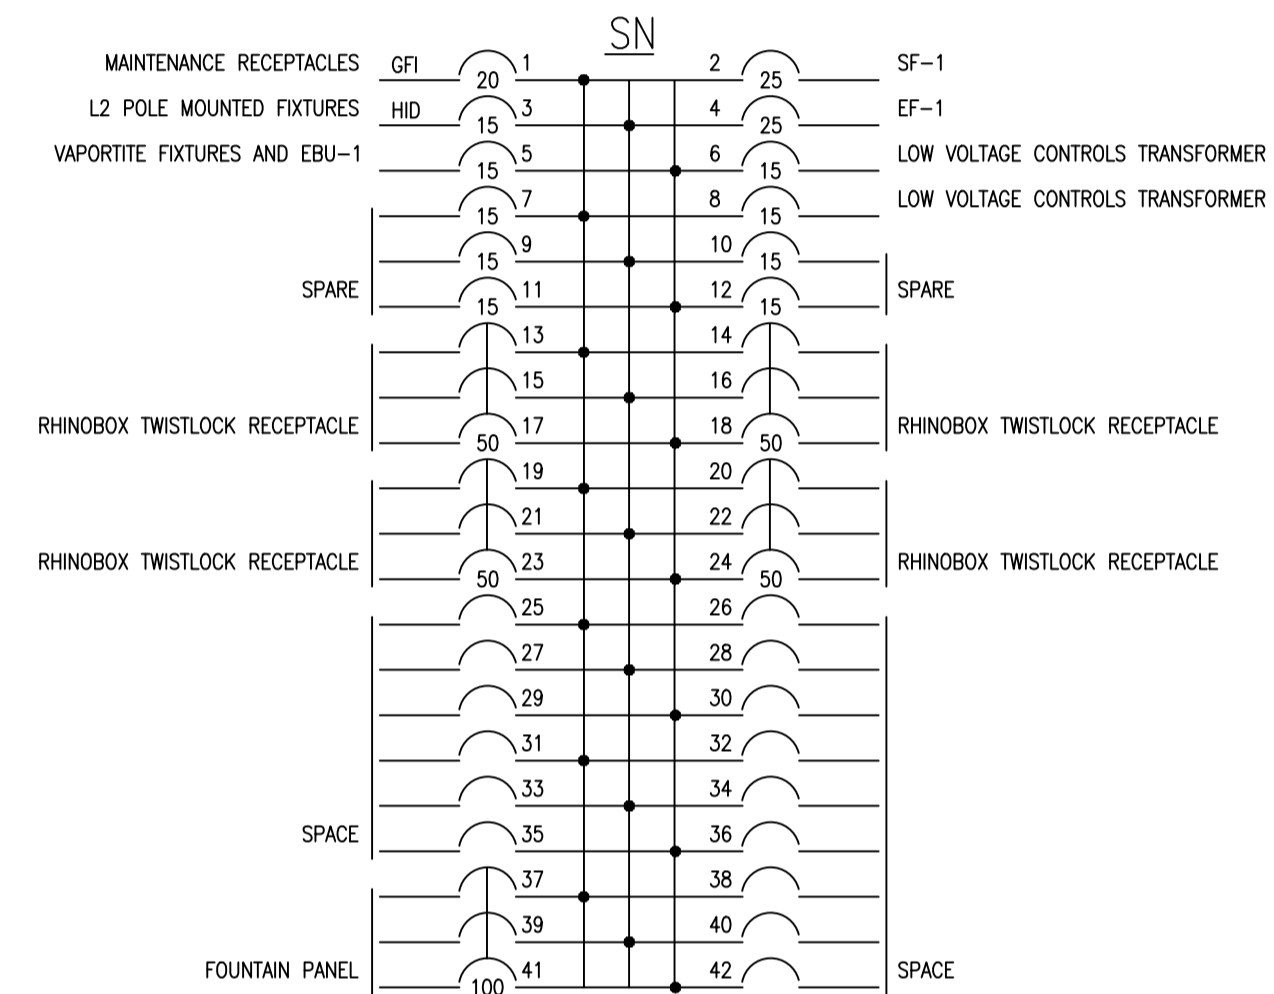 SN
MAINTENANCE RECEPTACLES GFI 20 1 2 25 SF-1
L2 POLE MOUNTED FIXTURES HID 15 3 4 25 EF-1
VAPORTITE FIXTURES AND EBU-1 15 5 6 15 LOW VOLTAGE CONTROLS TRANSFORMER
15 7 8 15 LOW VOLTAGE CONTROLS TRANSFORMER
15 9 10 15
SPARE 15 11 12 15 SPARE
13 14
15 16
RHINOBOX TWISTLOCK RECEPTACLE 50 17 18 50 RHINOBOX TWISTLOCK RECEPTACLE
19 20
21 22
RHINOBOX TWISTLOCK RECEPTACLE 50 23 24 50 RHINOBOX TWISTLOCK RECEPTACLE
25 26
27 28
29 30
31 32
33 34
SPACE 35 36
37 38
39 40
FOUNTAIN PANEL 100 41 42 SPACE